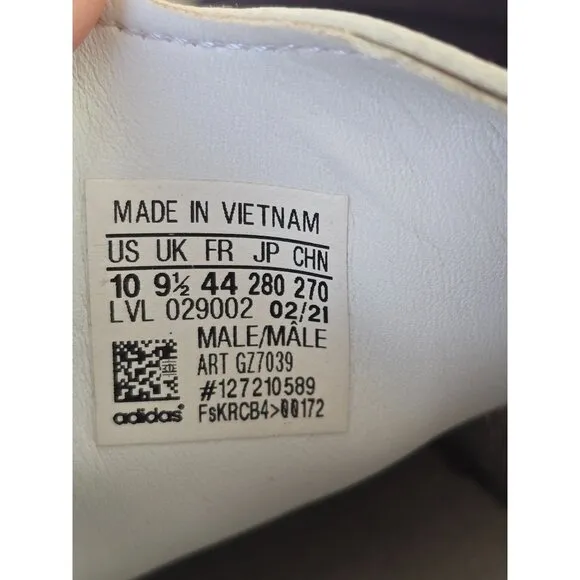 MADE IN VIETNAM
US UK FR JP CHN
10 9½ 44 280 270
LVL 029002 02/21
MALE/MÂLE
ART GZ7039
#127210589
adidas FsKRCB4>00172